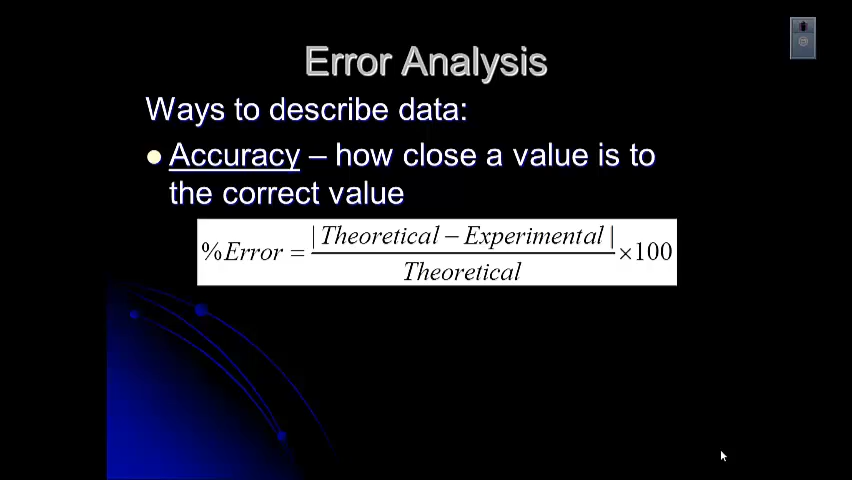 Error Analysis
Ways to describe data:
Accuracy – how close a value is to
the correct value
%Error = |Theoretical − Experimental| / Theoretical ×100